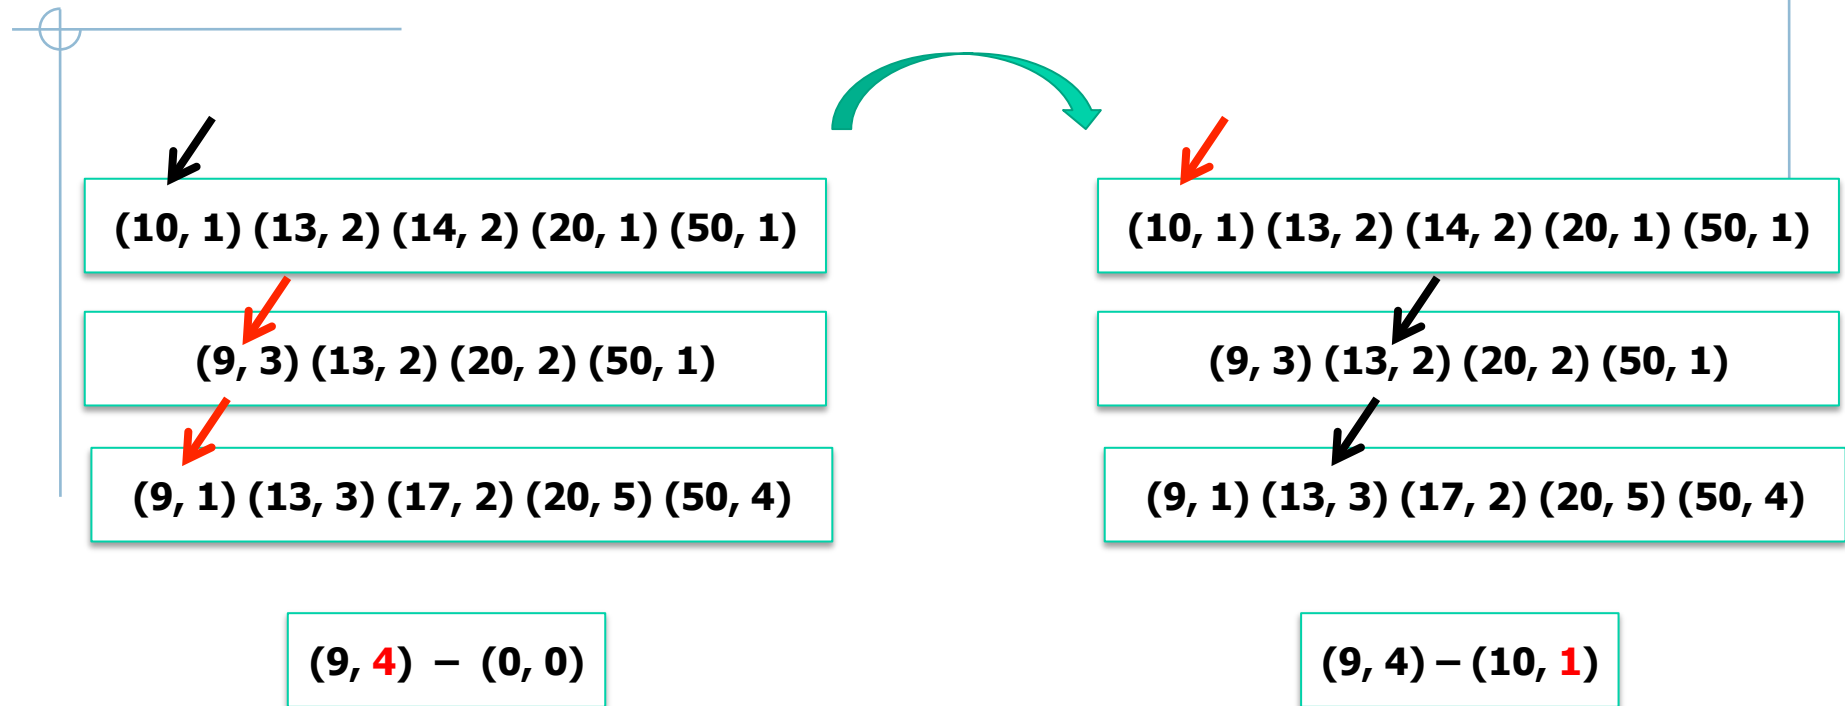 (10, 1) (13, 2) (14, 2) (20, 1) (50, 1)
(9, 3) (13, 2) (20, 2) (50, 1)
(9, 1) (13, 3) (17, 2) (20, 5) (50, 4)
(9, 4) – (0, 0)
(10, 1) (13, 2) (14, 2) (20, 1) (50, 1)
(9, 3) (13, 2) (20, 2) (50, 1)
(9, 1) (13, 3) (17, 2) (20, 5) (50, 4)
(9, 4) – (10, 1)